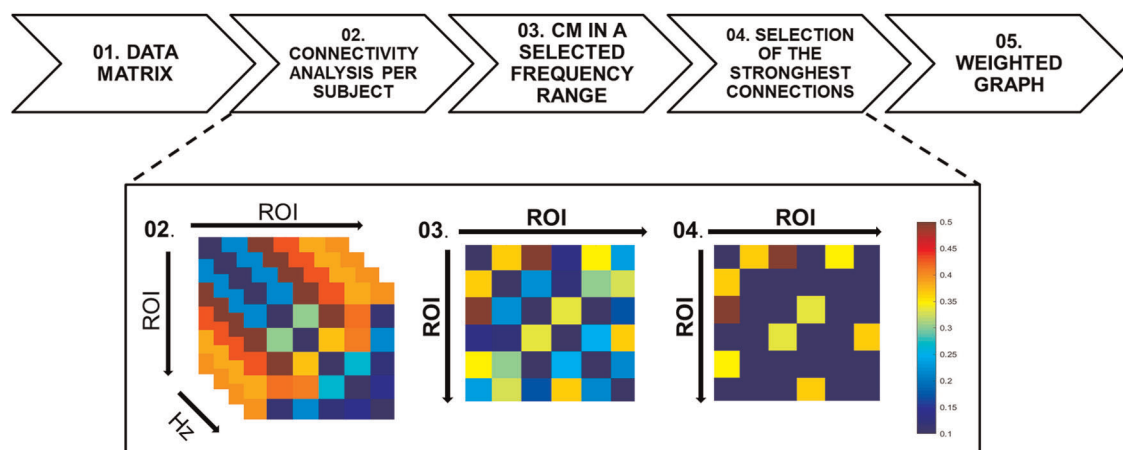 01. DATA
MATRIX
02.
CONNECTIVITY
ANALYSIS PER
SUBJECT
03. CM IN A
SELECTED
FREQUENCY
RANGE
04. SELECTION
OF THE
STRONGHEST
CONNECTIONS
05.
WEIGHTED
GRAPH
02.
ROI
ROI
Hz
03.
ROI
ROI
04.
ROI
ROI
0.5
0.45
0.4
0.35
0.3
0.25
0.2
0.15
0.1